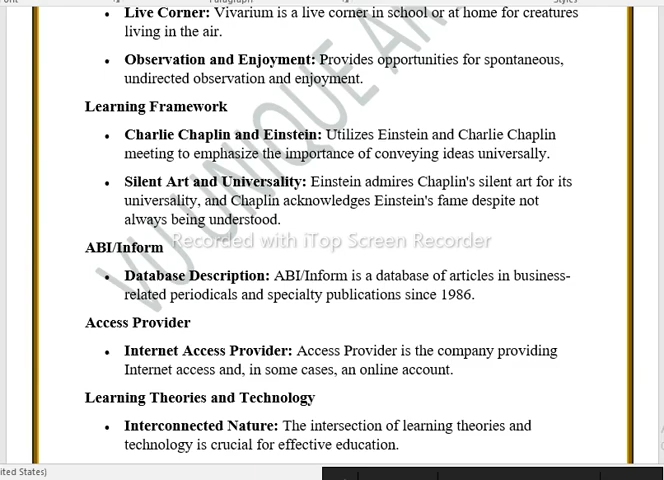 Paragraph
Styles
• Live Corner: Vivarium is a live corner in school or at home for creatures
living in the air.
• Observation and Enjoyment: Provides opportunities for spontaneous,
undirected observation and enjoyment.
Learning Framework
• Charlie Chaplin and Einstein: Utilizes Einstein and Charlie Chaplin
meeting to emphasize the importance of conveying ideas universally.
• Silent Art and Universality: Einstein admires Chaplin's silent art for its
universality, and Chaplin acknowledges Einstein's fame despite not
always being understood.
Recorded with iTop Screen Recorder
ABI/Inform
• Database Description: ABI/Inform is a database of articles in business-
related periodicals and specialty publications since 1986.
Access Provider
• Internet Access Provider: Access Provider is the company providing
Internet access and, in some cases, an online account.
Learning Theories and Technology
• Interconnected Nature: The intersection of learning theories and
technology is crucial for effective education.
VU UNIQUE
ited States)